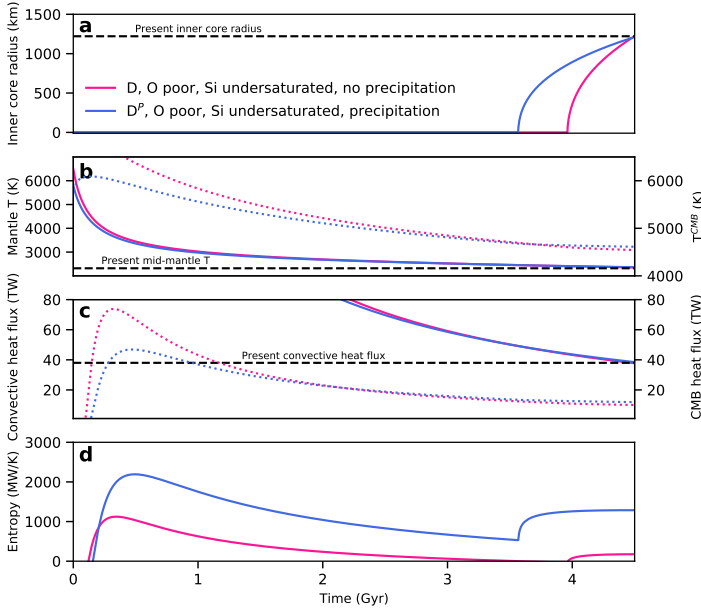 a
Inner core radius (km)
1500
1000
500
0
Present inner core radius
D, O poor, Si undersaturated, no precipitation
D^P, O poor, Si undersaturated, precipitation
b
Mantle T (K)
6000
5000
4000
3000
Present mid-mantle T
6000
5000
4000
T^CMB (K)
c
Convective heat flux (TW)
80
60
40
20
Present convective heat flux
80
60
40
20
CMB heat flux (TW)
d
Entropy (MW/K)
3000
2000
1000
0
0 1 2 3 4
Time (Gyr)